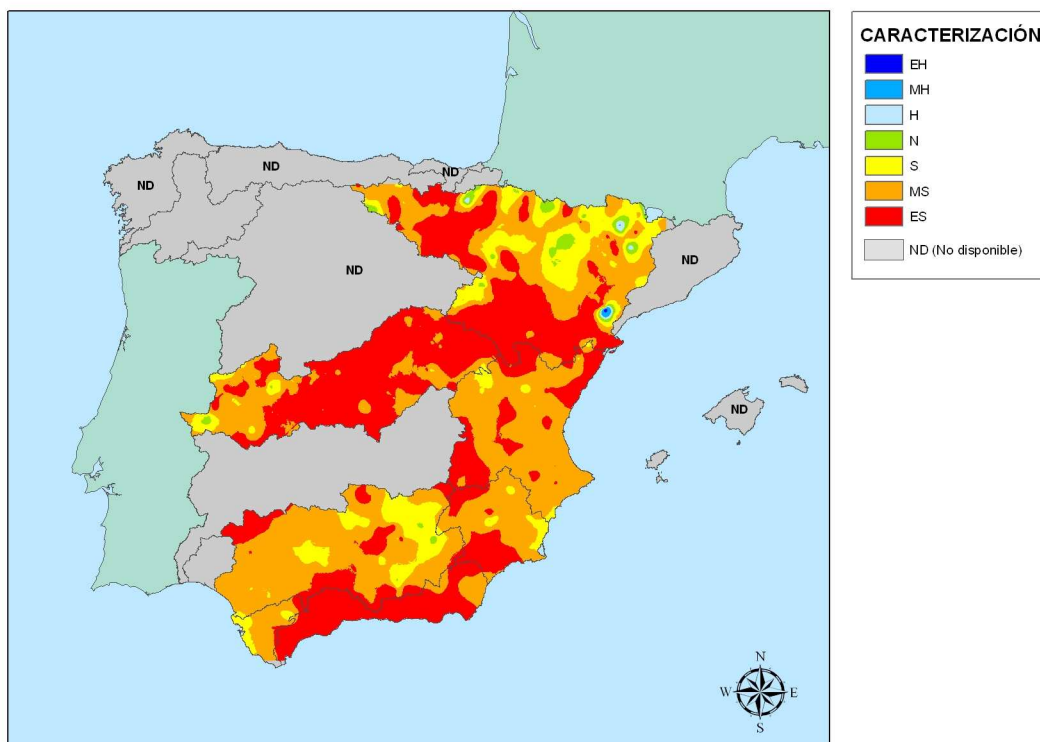 CARACTERIZACIÓN
EH
MH
H
N
S
MS
ES
ND (No disponible)
ND
ND
ND
ND
ND
ND
N
W
E
S